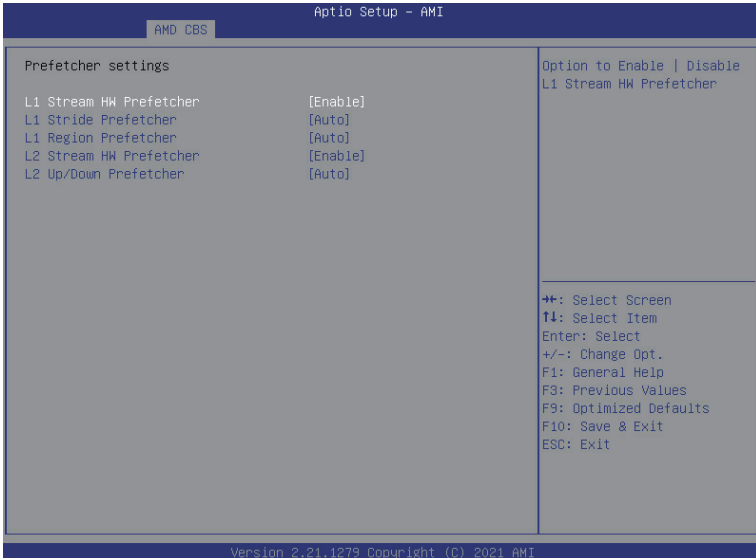 Aptio Setup – AMI
AMD CBS
Prefetcher settings
L1 Stream HW Prefetcher [Enable]
L1 Stride Prefetcher [Auto]
L1 Region Prefetcher [Auto]
L2 Stream HW Prefetcher [Enable]
L2 Up/Down Prefetcher [Auto]
Option to Enable | Disable
L1 Stream HW Prefetcher
→←: Select Screen
↑↓: Select Item
Enter: Select
+/-: Change Opt.
F1: General Help
F3: Previous Values
F9: Optimized Defaults
F10: Save & Exit
ESC: Exit
Version 2.21.1279 Copyright (C) 2021 AMI